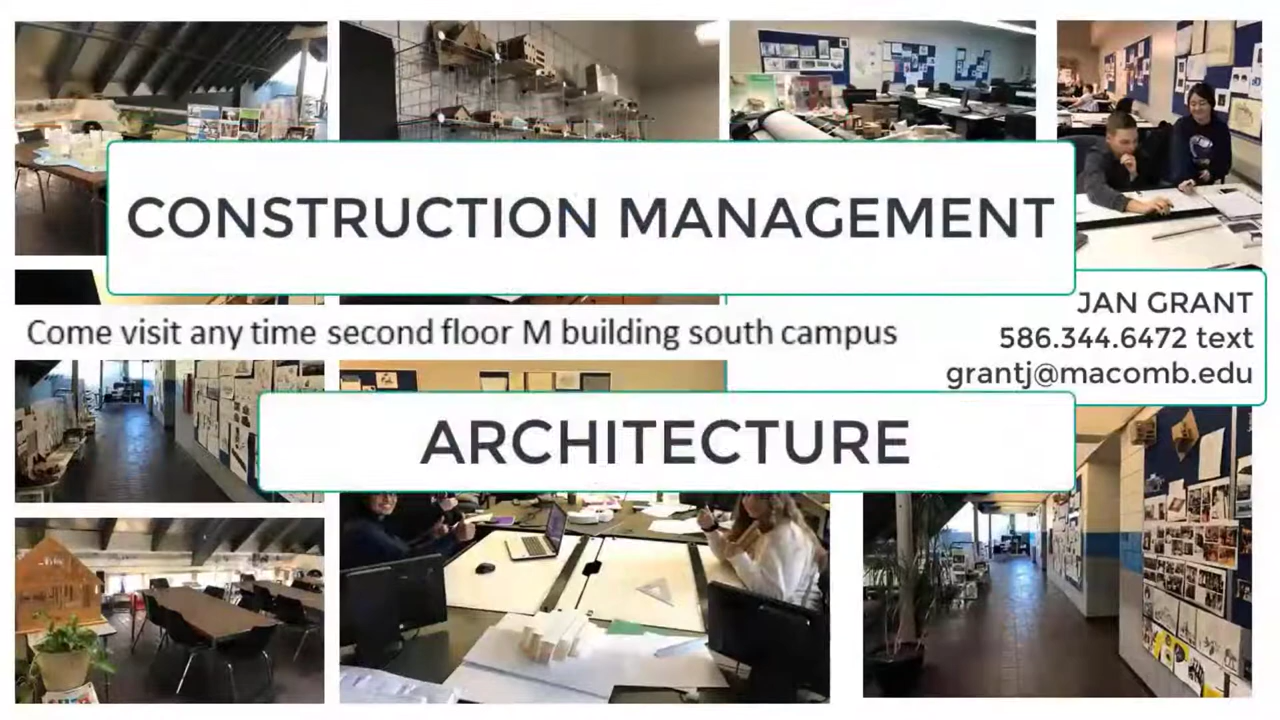 CONSTRUCTION MANAGEMENT
JAN GRANT
586.344.6472 text
grantj@macomb.edu
Come visit any time second floor M building south campus
ARCHITECTURE